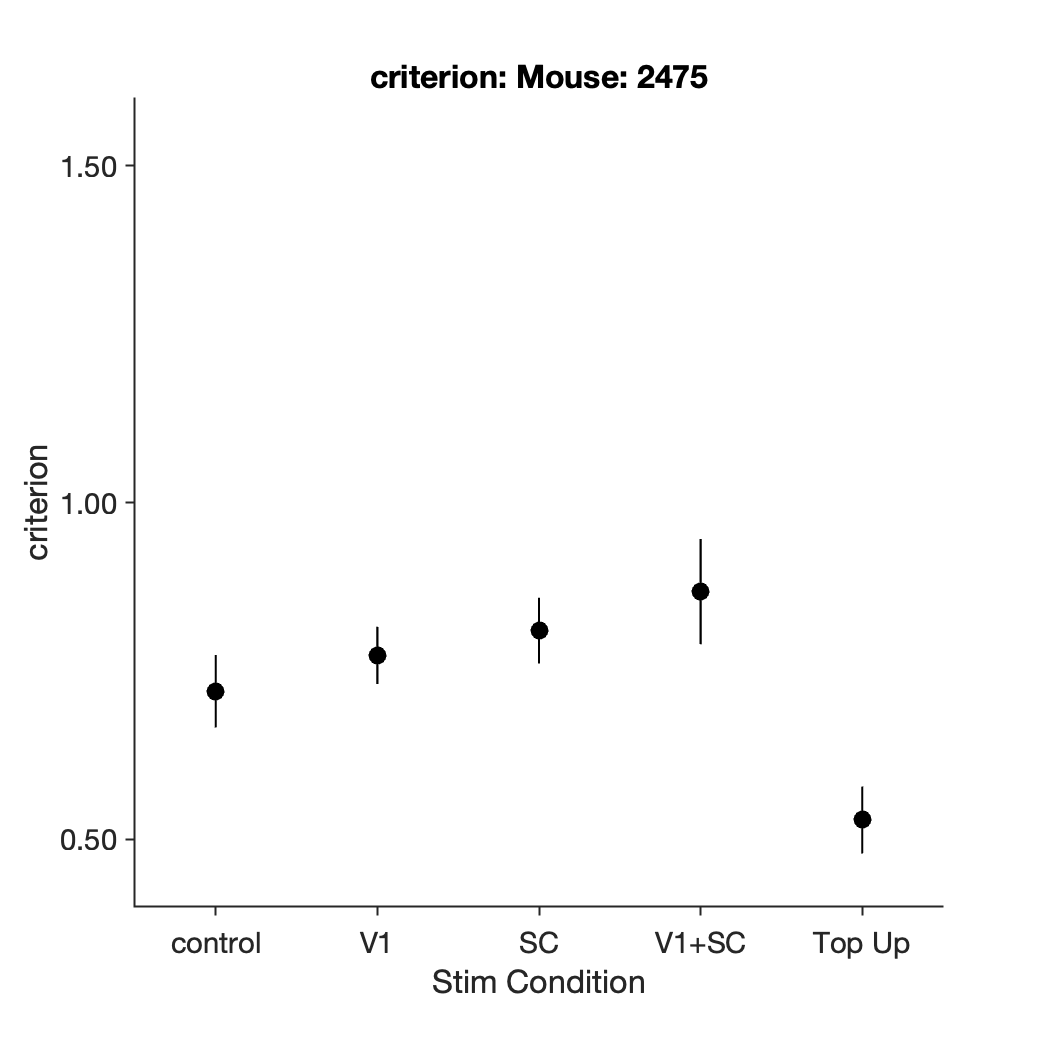 criterion: Mouse: 2475
1.50
1.00
0.50
criterion
control
V1
SC
V1+SC
Top Up
Stim Condition